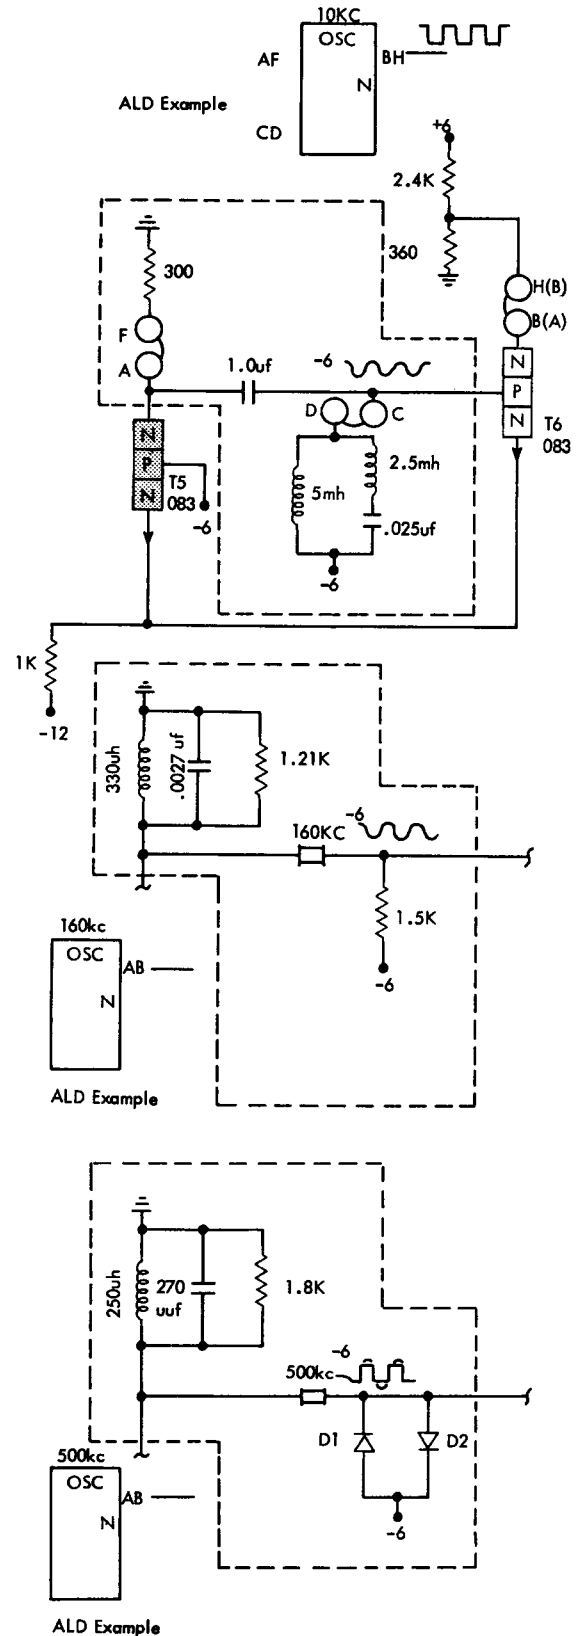 10KC
OSC
AF
BH
N
ALD Example
CD
+6
2.4K
360
300
F
H(B)
A
B(A)
1.0uf
-6
N
P
N
D
C
T6
083
N
P
N
T5
083
-6
5mh
2.5mh
.025uf
-6
1K
-12
330uh
.0027 uf
1.21K
160KC
-6
1.5K
-6
160kc
OSC
AB
N
ALD Example
250uh
270
uuf
1.8K
-6
500kc
D1
D2
-6
500kc
OSC
AB
N
ALD Example